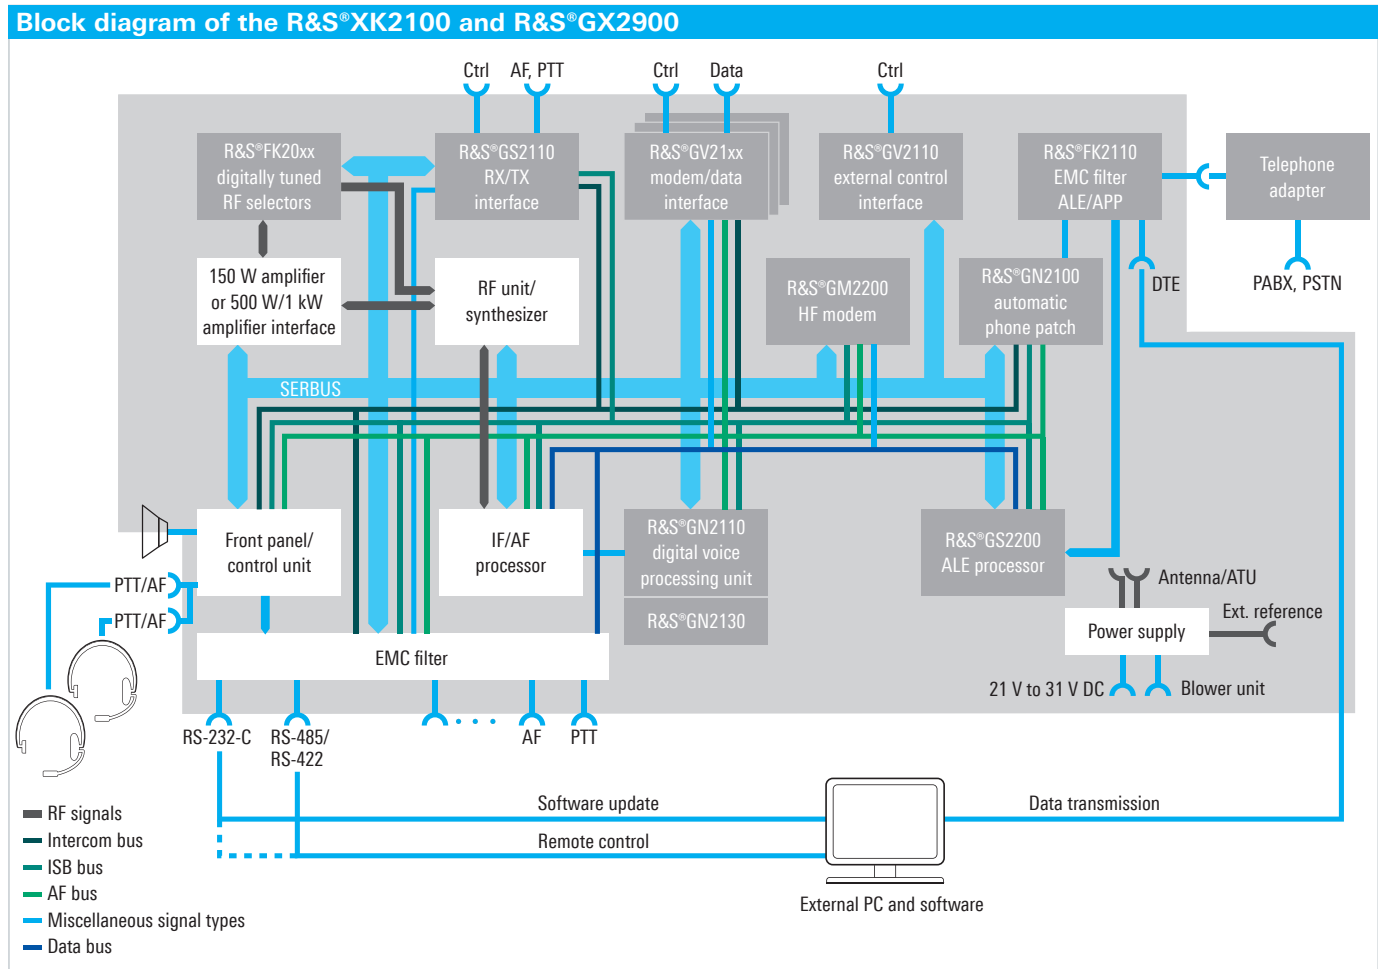 Block diagram of the R&S®XK2100 and R&S®GX2900
Ctrl
AF, PTT
Ctrl
Data
Ctrl
R&S®FK20xx
digitally tuned
RF selectors
R&S®GS2110
RX/TX
interface
R&S®GV21xx
modem/data
interface
R&S®GV2110
external control
interface
R&S®FK2110
EMC filter
ALE/APP
Telephone
adapter
150 W amplifier
or 500 W/1 kW
amplifier interface
RF unit/
synthesizer
R&S®GM2200
HF modem
R&S®GN2100
automatic
phone patch
DTE
PABX, PSTN
SERBUS
Front panel/
control unit
IF/AF
processor
R&S®GN2110
digital voice
processing unit
R&S®GN2130
R&S®GS2200
ALE processor
PTT/AF
PTT/AF
Antenna/ATU
Ext. reference
Power supply
21 V to 31 V DC
Blower unit
EMC filter
RS-232-C
RS-485/
RS-422
AF
PTT
Software update
Data transmission
Remote control
External PC and software
RF signals
Intercom bus
ISB bus
AF bus
Miscellaneous signal types
Data bus